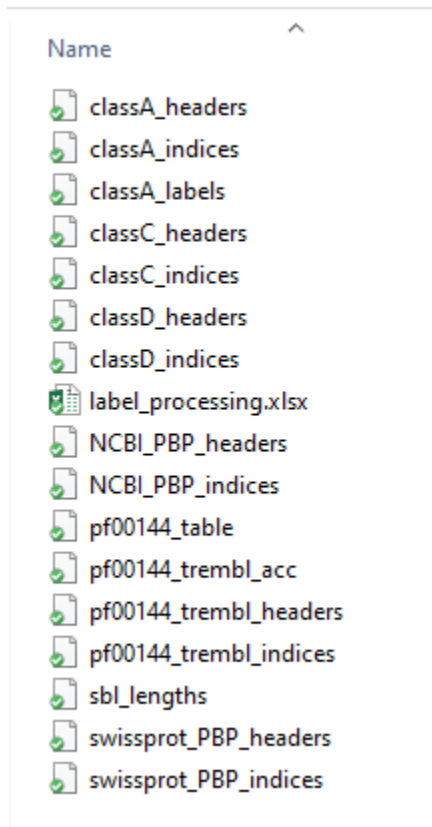 Name
classA_headers
classA_indices
classA_labels
classC_headers
classC_indices
classD_headers
classD_indices
label_processing.xlsx
NCBI_PBP_headers
NCBI_PBP_indices
pf00144_table
pf00144_trembl_acc
pf00144_trembl_headers
pf00144_trembl_indices
sbl_lengths
swissprot_PBP_headers
swissprot_PBP_indices